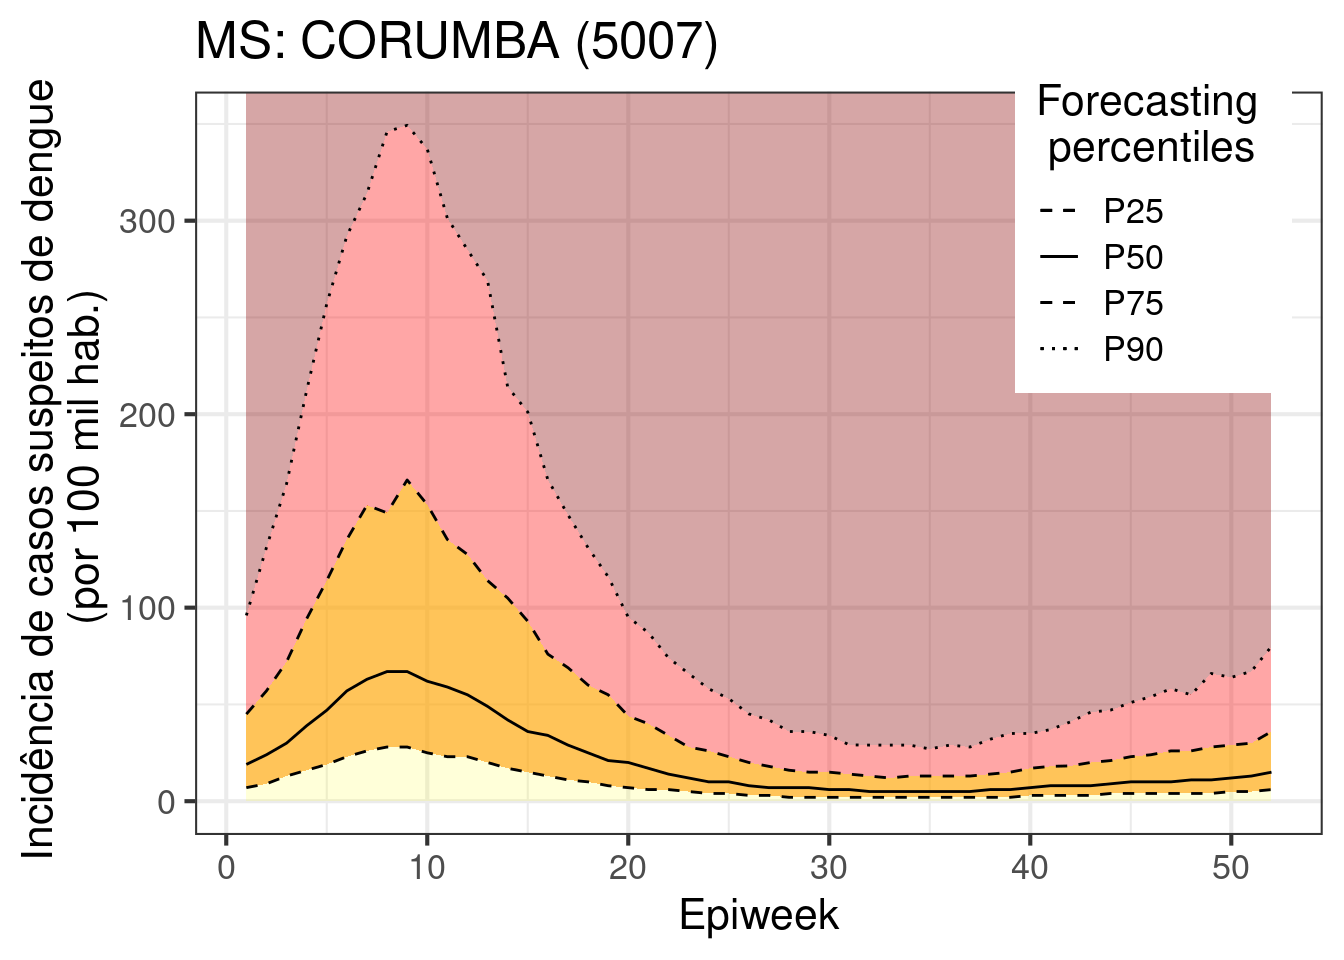 MS: CORUMBA (5007)
Incidência de casos suspeitos de dengue
(por 100 mil hab.)
300
200
100
0
Forecasting
percentiles
P25
P50
P75
P90
0 10 20 30 40 50
Epiweek